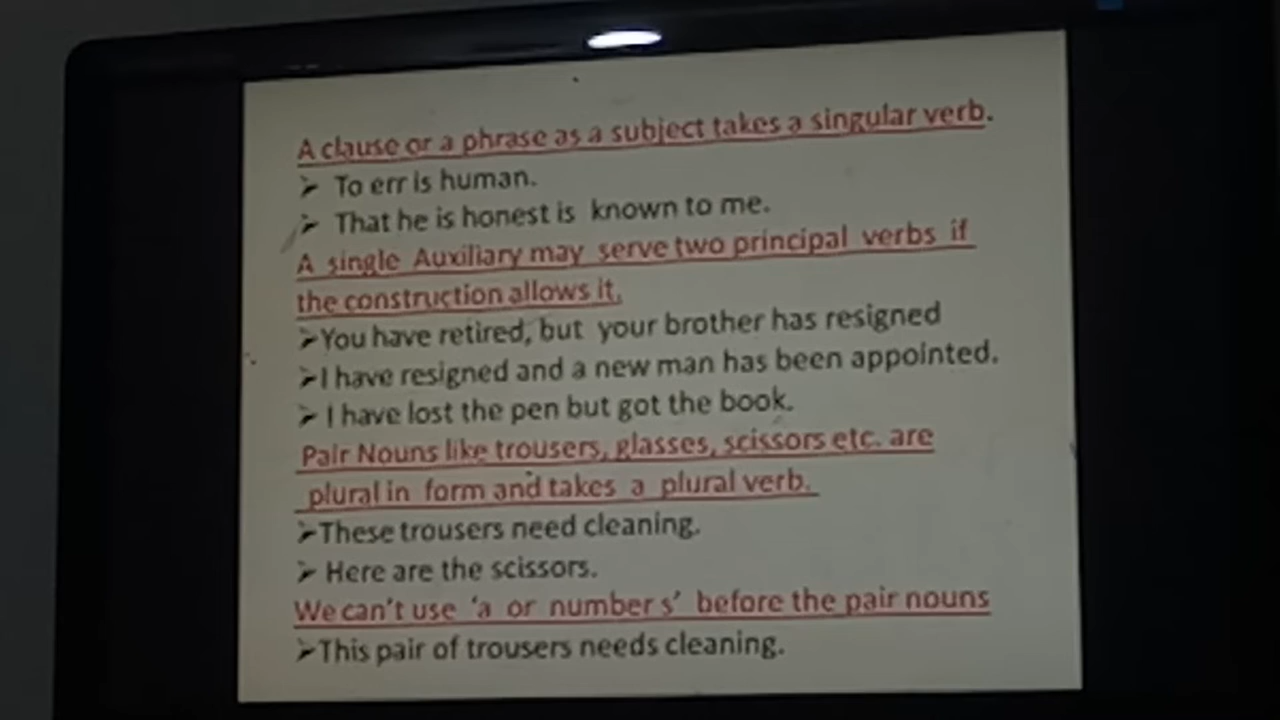 A clause or a phrase as a subject takes a singular verb.
➢ To err is human.
➢ That he is honest is known to me.
A single Auxiliary may serve two principal verbs if
the construction allows it.
➢You have retired, but your brother has resigned
➢I have resigned and a new man has been appointed.
➢ I have lost the pen but got the book.
Pair Nouns like trousers, glasses, scissors etc. are
plural in form and takes a plural verb.
➢These trousers need cleaning.
➢ Here are the scissors.
We can't use 'a or number s' before the pair nouns
➢This pair of trousers needs cleaning.